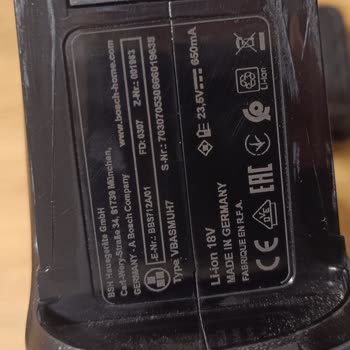 BSH Hausgeräte GmbH
Carl-Wery-Straße 34, 81739 München,
GERMANY - A Bosch Company
www.bosch-home.com
E-Nr.: BBS712A/01
FD: 0307
Z-Nr.: 001963
Type VBASMUH7
S-Nr.:
Li-ion 18V
23,5V 650mA
MADE IN GERMANY
FABRIQUE EN R.F.A.
CE
EAC
Li-ion